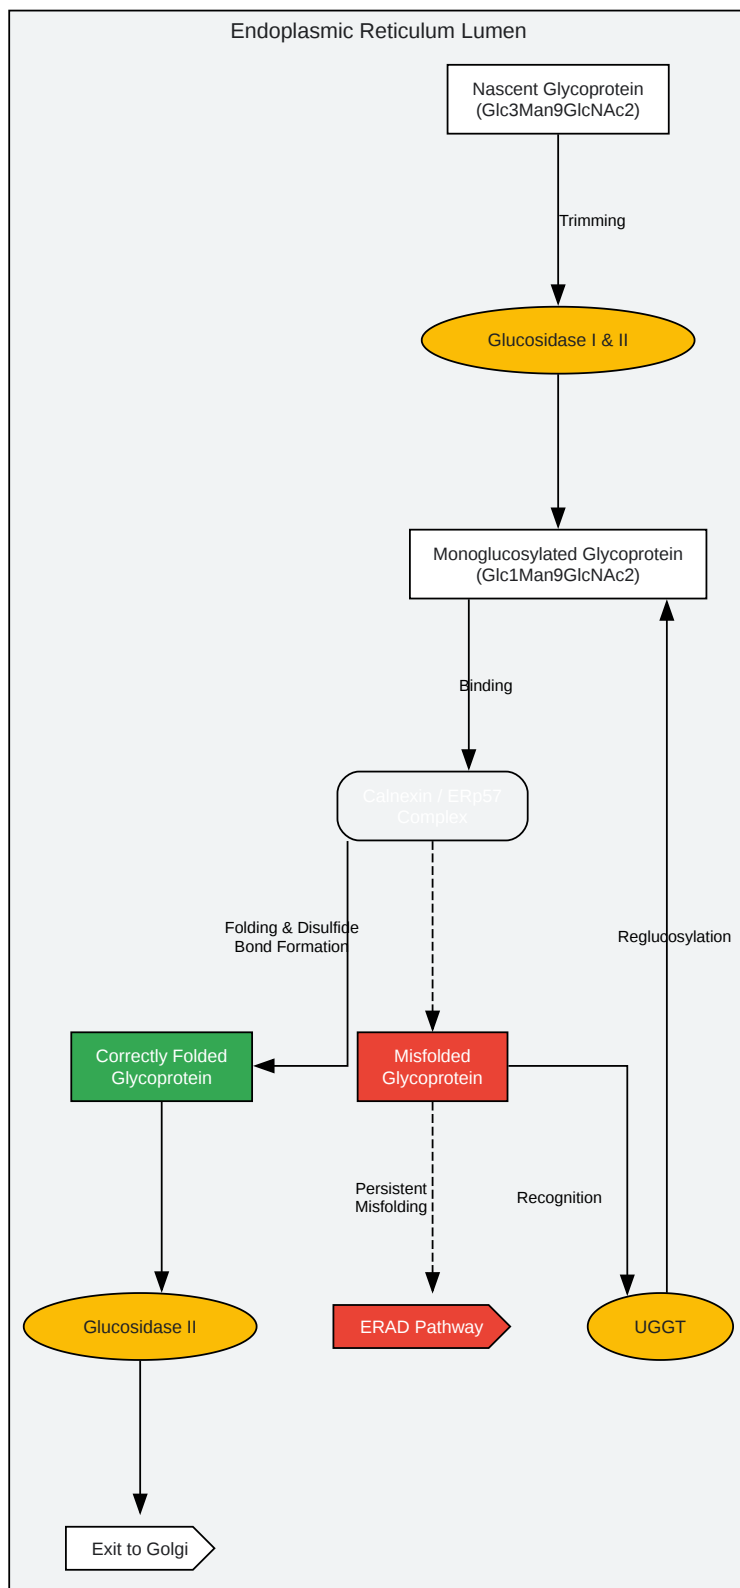 Endoplasmic Reticulum Lumen
Nascent Glycoprotein
(Glc3Man9GlcNAc2)
Trimming
Glucosidase I & II
Monoglucosylated Glycoprotein
(Glc1Man9GlcNAc2)
Binding
Calnexin / ERp57
Complex
Folding & Disulfide
Bond Formation
Reglucosylation
Correctly Folded
Glycoprotein
Misfolded
Glycoprotein
Persistent
Misfolding
Recognition
Glucosidase II
ERAD Pathway
UGGT
Exit to Golgi